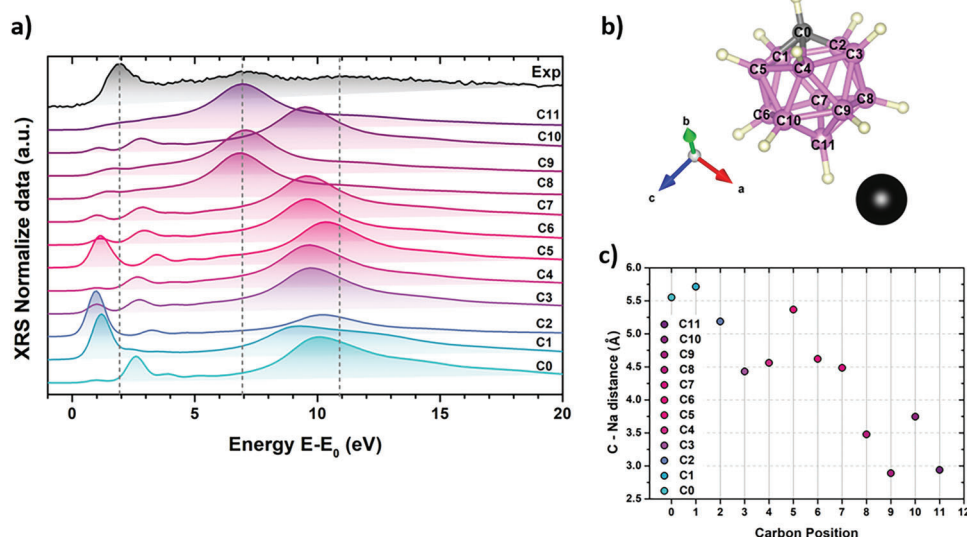 a)
XRS Normalize data (a.u.)
Exp
C11
C10
C9
C8
C7
C6
C5
C4
C3
C2
C1
C0
0 5 10 15 20
Energy E-E0 (eV)
b)
C0
C1
C2
C3
C5
C4
C7
C8
C6
C10
C9
C11
b
c
a
c)
C - Na distance (Å)
6.0
5.5
5.0
4.5
4.0
3.5
3.0
2.5
C11
C10
C9
C8
C7
C6
C5
C4
C3
C2
C1
C0
0 1 2 3 4 5 6 7 8 9 10 11 12
Carbon Position